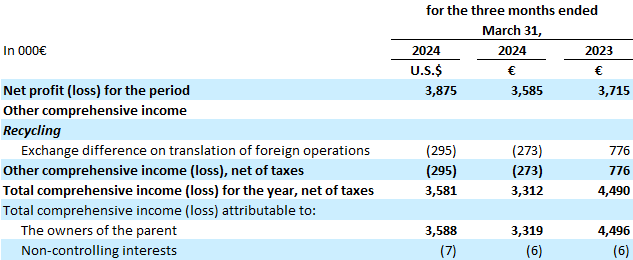 for the three months ended
March 31,
In 000€ 2024 2024 2023
U.S.$ € €
Net profit (loss) for the period 3,875 3,585 3,715
Other comprehensive income
Recycling
Exchange difference on translation of foreign operations (295) (273) 776
Other comprehensive income (loss), net of taxes (295) (273) 776
Total comprehensive income (loss) for the year, net of taxes 3,581 3,312 4,490
Total comprehensive income (loss) attributable to:
The owners of the parent 3,588 3,319 4,496
Non-controlling interests (7) (6) (6)